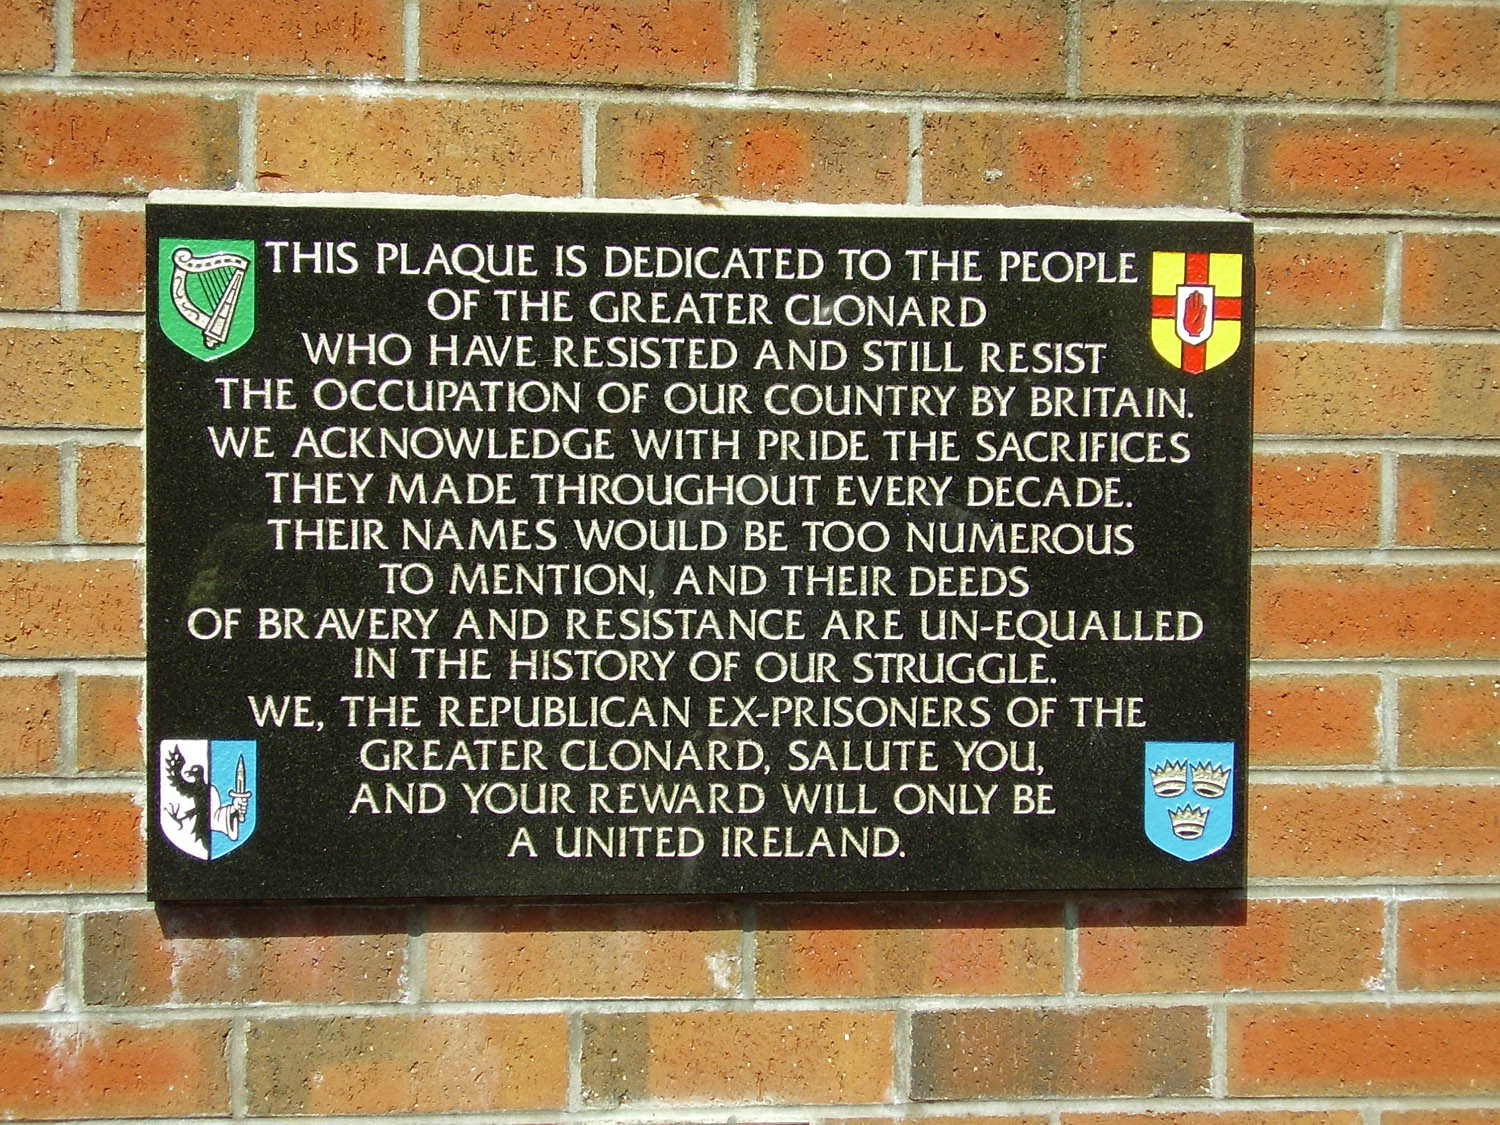 THIS PLAQUE IS DEDICATED TO THE PEOPLE
OF THE GREATER CLONARD
WHO HAVE RESISTED AND STILL RESIST
THE OCCUPATION OF OUR COUNTRY BY BRITAIN.
WE ACKNOWLEDGE WITH PRIDE THE SACRIFICES
THEY MADE THROUGHOUT EVERY DECADE.
THEIR NAMES WOULD BE TOO NUMEROUS
TO MENTION, AND THEIR DEEDS
OF BRAVERY AND RESISTANCE ARE UN-EQUALLED
IN THE HISTORY OF OUR STRUGGLE.
WE, THE REPUBLICAN EX-PRISONERS OF THE
GREATER CLONARD, SALUTE YOU,
AND YOUR REWARD WILL ONLY BE
A UNITED IRELAND.